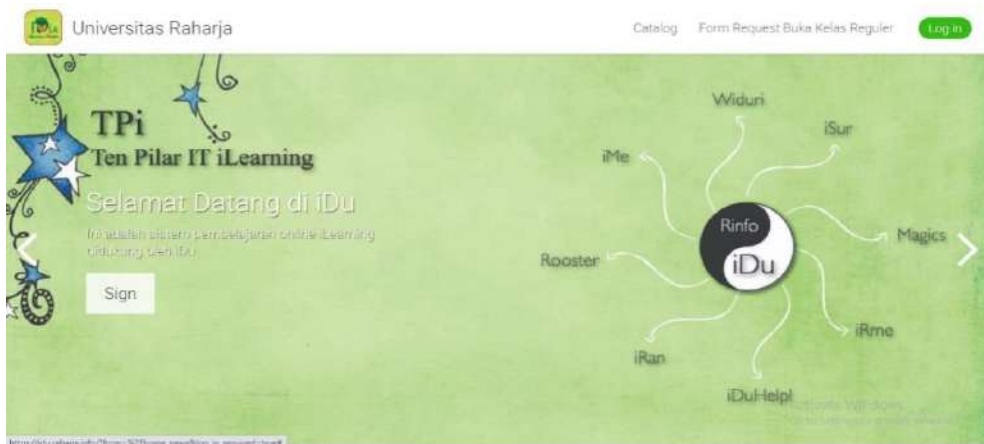 Universitas Raharja
Catalog Form Request Buka Kelas Reguler Log in
TPi
Ten Pilar IT iLearning
Selamat Datang di iDu
Ini adalah sistem pembelajaran online iLearning
didukung oleh iDu
Sign
Widuri
iSur
iMe
Rinfo
iDu
Magics
Rooster
iRme
iRan
iDuHelp!
Activate Windows